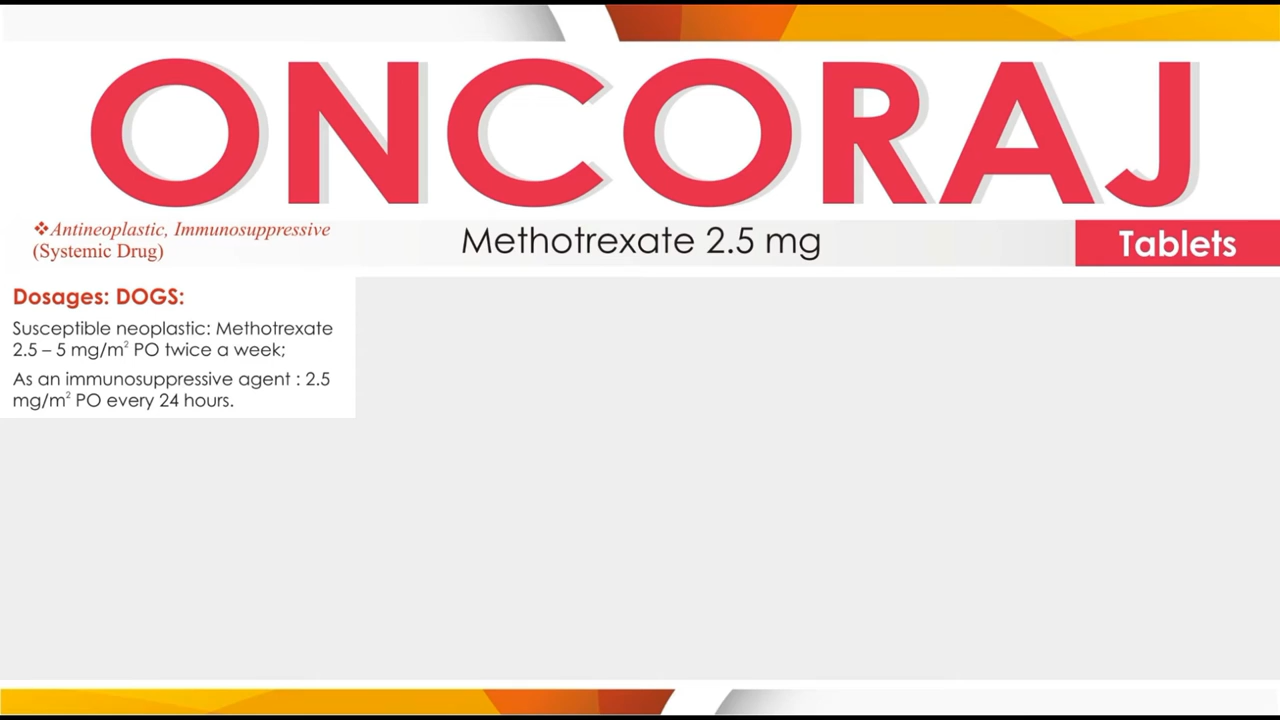 ONCORAJ
❖Antineoplastic, Immunosuppressive
(Systemic Drug)
Methotrexate 2.5 mg
Tablets
Dosages: DOGS:
Susceptible neoplastic: Methotrexate
2.5 – 5 mg/m² PO twice a week;
As an immunosuppressive agent : 2.5
mg/m² PO every 24 hours.